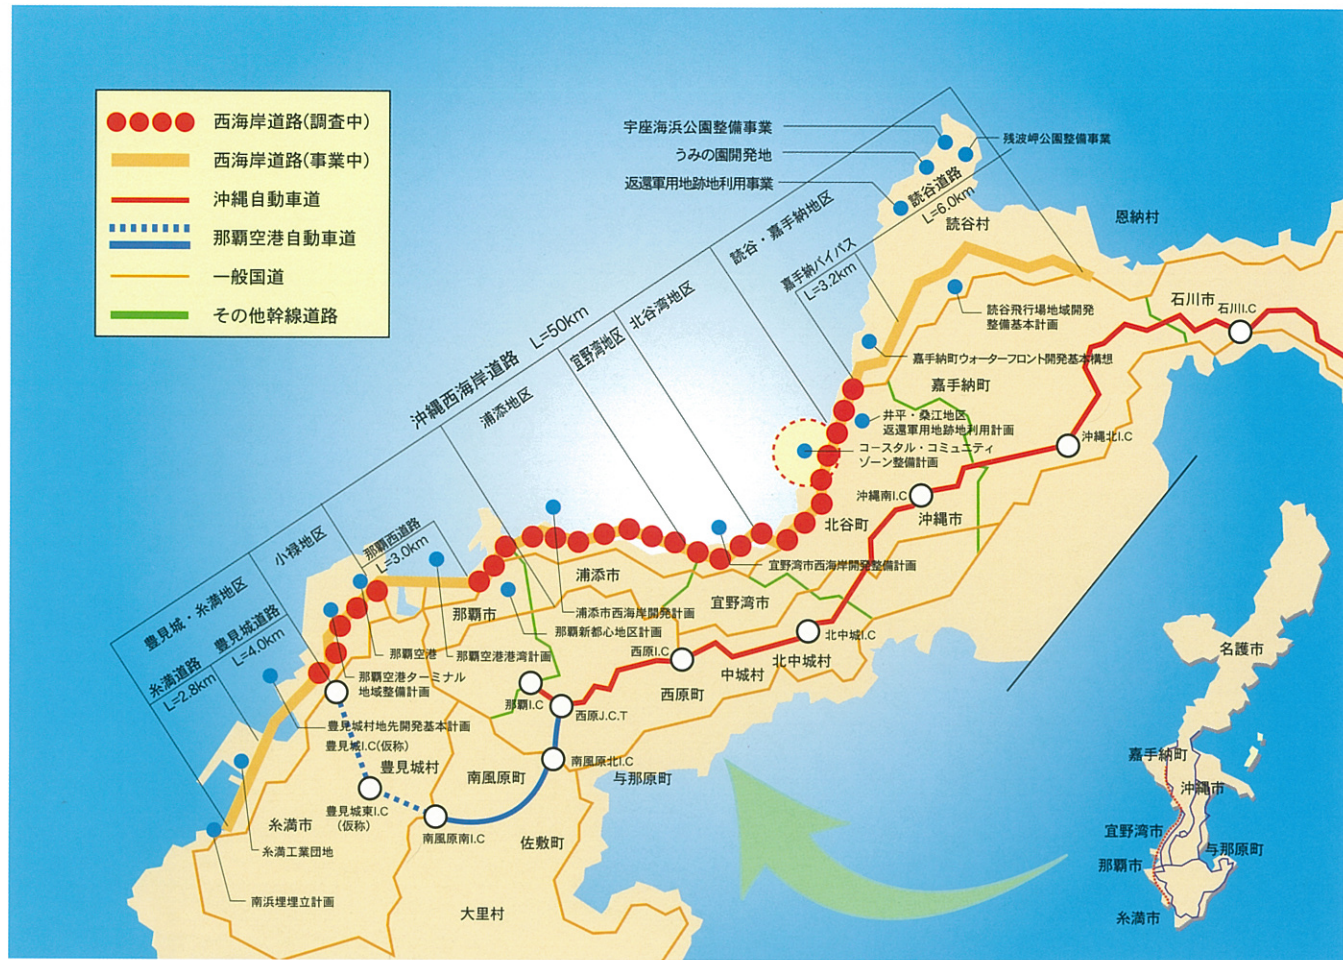 西海岸道路(調査中)
西海岸道路(事業中)
沖縄自動車道
那覇空港自動車道
一般国道
その他幹線道路
宇座海浜公園整備事業
うみの園開発地
返還軍用地跡地利用事業
残波岬公園整備事業
読谷道路
L=6.0km
読谷村
恩納村
読谷・嘉手納地区
嘉手納バイパス
L=3.2km
石川市
石川I.C
読谷飛行場地域開発
整備基本計画
嘉手納町ウォーターフロント開発基本構想
嘉手納町
北谷湾地区
宜野湾地区
沖縄西海岸道路 L=50km
浦添地区
井平・桑江地区
返還軍用地跡地利用計画
コースタル・コミュニティ
ゾーン整備計画
沖縄北I.C
沖縄南I.C
沖縄市
北谷町
小禄地区
那覇西道路
L=3.0km
宜野湾市西海岸開発整備計画
浦添市
宜野湾市
豊見城・糸満地区
豊見城道路
L=4.0km
糸満道路
L=2.8km
那覇市
浦添市西海岸開発計画
那覇新都心地区計画
北中城I.C
那覇空港
那覇空港港湾計画
西原I.C
中城村
北中城村
那覇空港ターミナル
地域整備計画
西原町
那覇I.C
西原J.C.T
豊見城村地先開発基本計画
豊見城I.C(仮称)
豊見城村
南風原町
南風原北I.C
与那原町
豊見城東I.C
(仮称)
糸満市
南風原南I.C
佐敷町
糸満工業団地
南浜埋埋立計画
大里村
名護市
嘉手納町
沖縄市
宜野湾市
与那原町
那覇市
糸満市